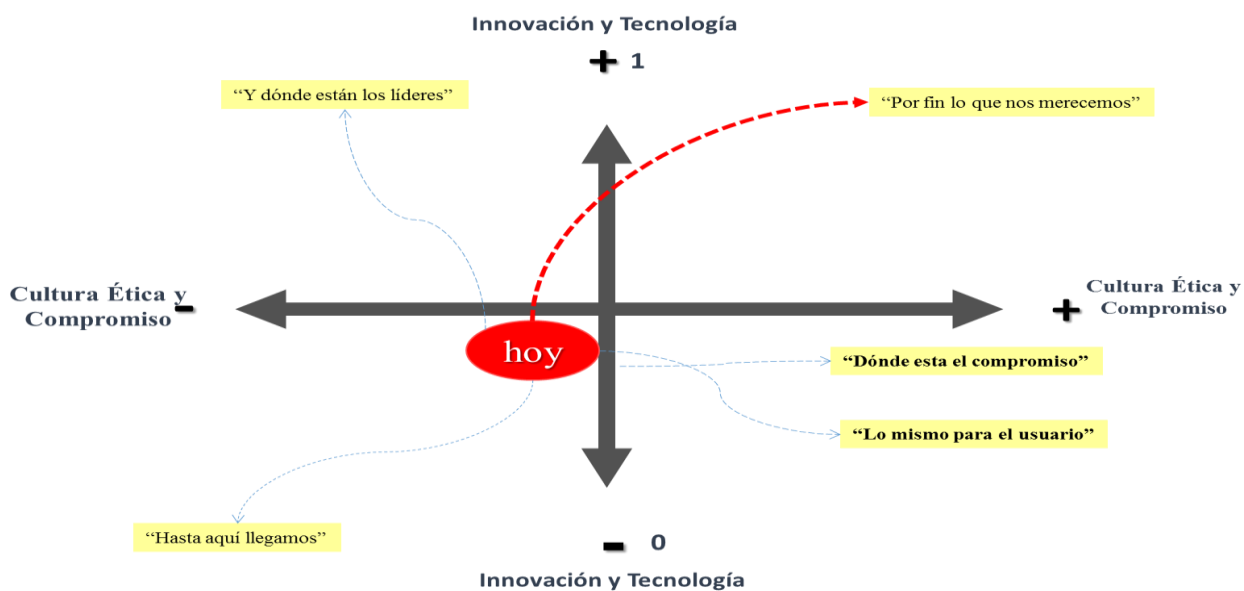 Innovación y Tecnología
+ 1
“Y dónde están los líderes”
“Por fin lo que nos merecemos”
Cultura Ética y
Compromiso
-
+
Cultura Ética y
Compromiso
hoy
“Dónde esta el compromiso”
“Lo mismo para el usuario”
“Hasta aquí llegamos”
- 0
Innovación y Tecnología